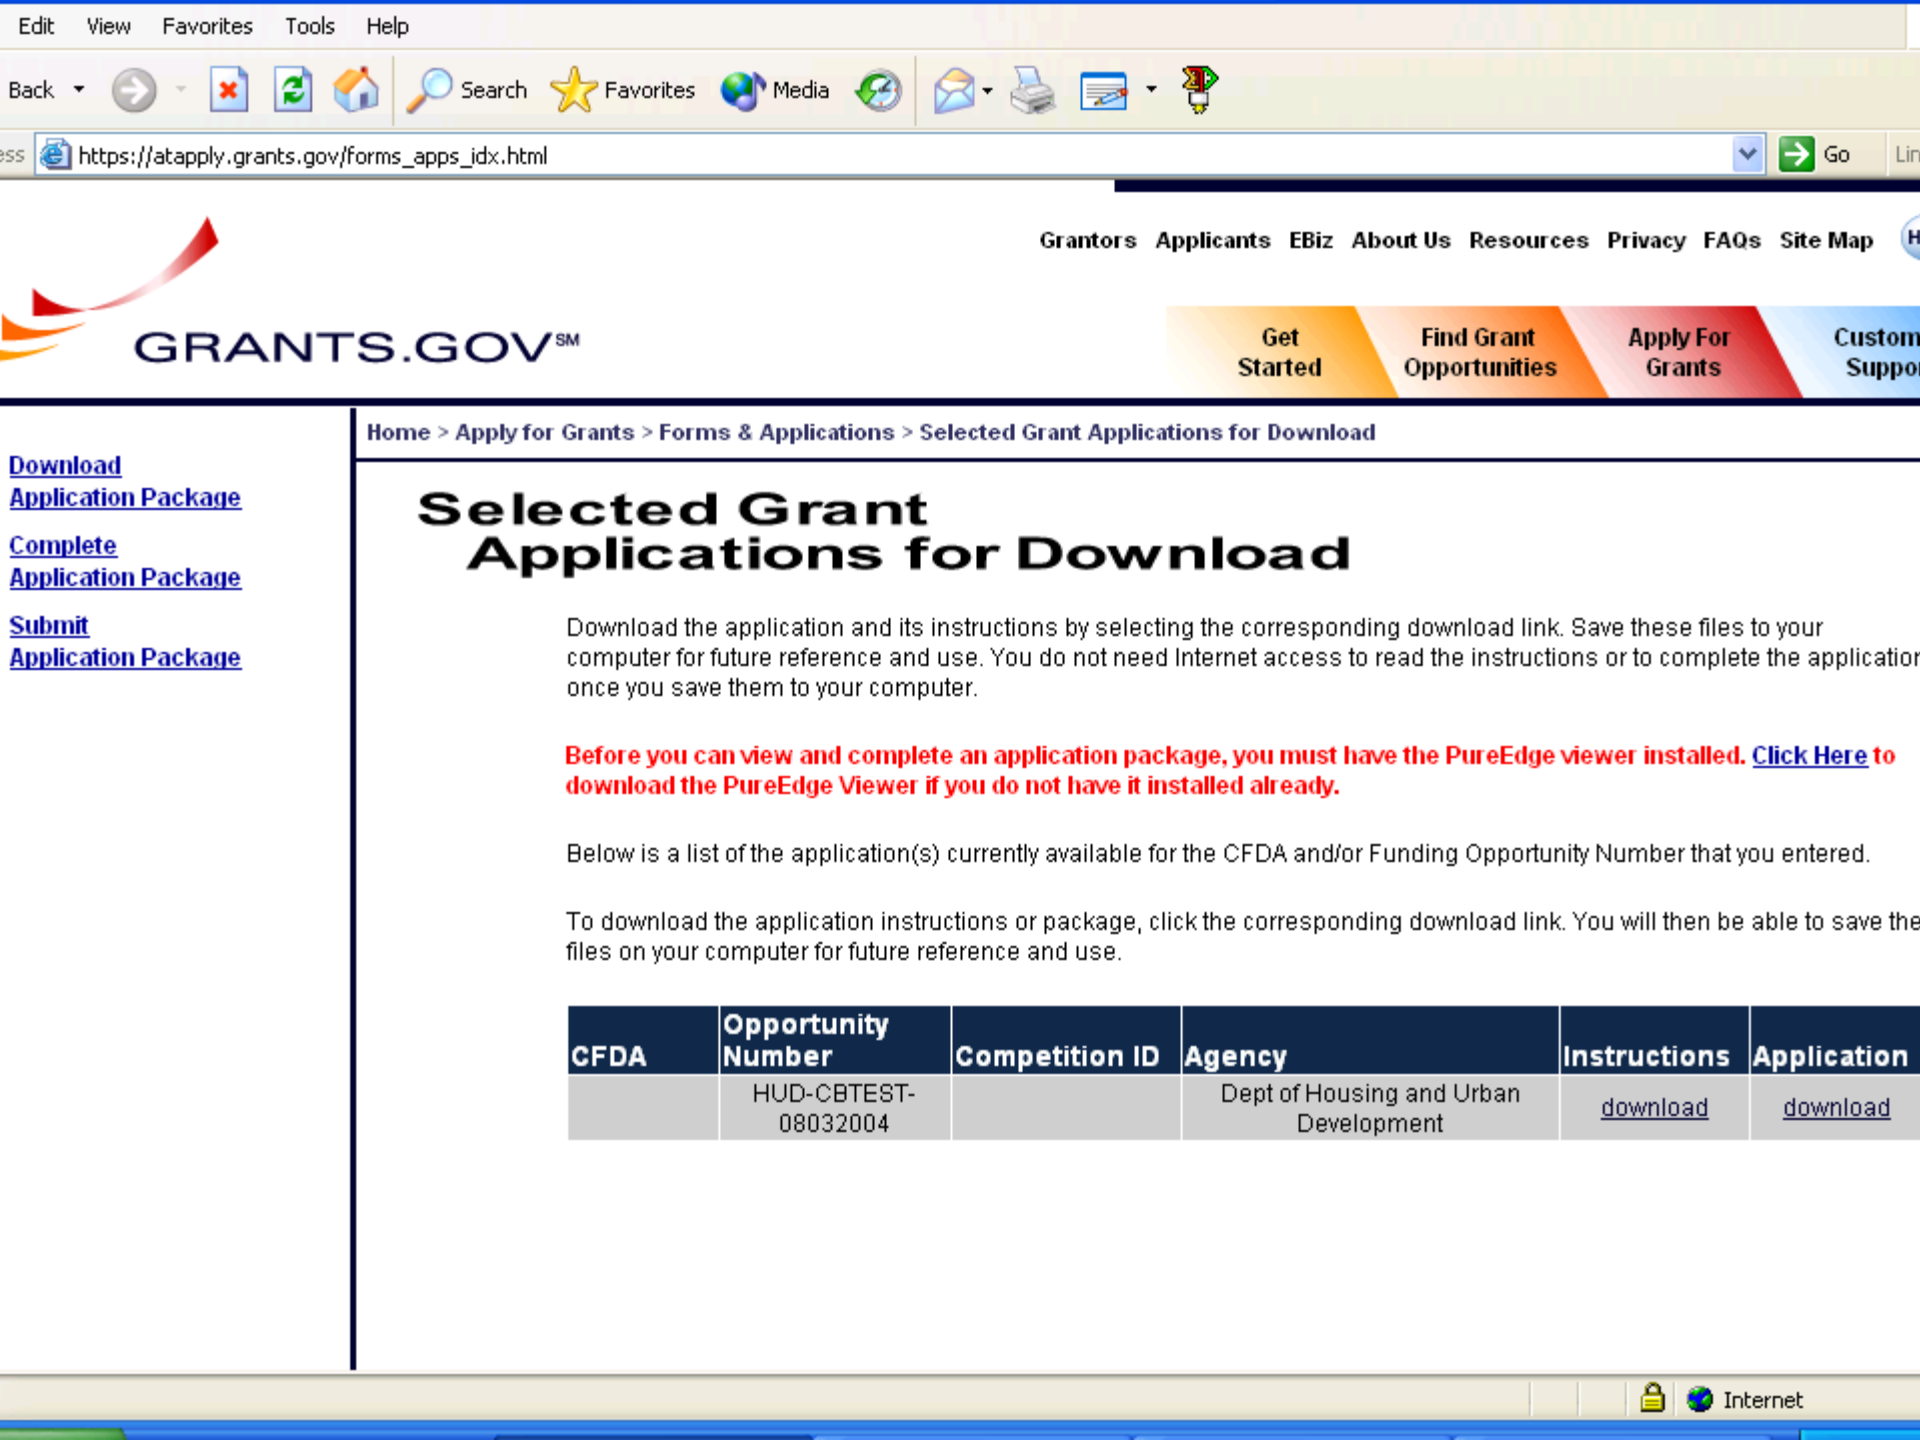 Edit View Favorites Tools Help
Back Search Favorites Media
https://atapply.grants.gov/forms_apps_idx.html Go
Grantors Applicants EBiz About Us Resources Privacy FAQs Site Map
GRANTS.GOV℠
Get Started
Find Grant Opportunities
Apply For Grants
Home > Apply for Grants > Forms & Applications > Selected Grant Applications for Download
Download
Application Package
Complete
Application Package
Submit
Application Package
Selected Grant
Applications for Download
Download the application and its instructions by selecting the corresponding download link. Save these files to your
computer for future reference and use. You do not need Internet access to read the instructions or to complete the application
once you save them to your computer.
Before you can view and complete an application package, you must have the PureEdge viewer installed. Click Here to
download the PureEdge Viewer if you do not have it installed already.
Below is a list of the application(s) currently available for the CFDA and/or Funding Opportunity Number that you entered.
To download the application instructions or package, click the corresponding download link. You will then be able to save the
files on your computer for future reference and use.
CFDA Opportunity Number Competition ID Agency Instructions Application
HUD-CBTEST-08032004 Dept of Housing and Urban Development download download
Internet